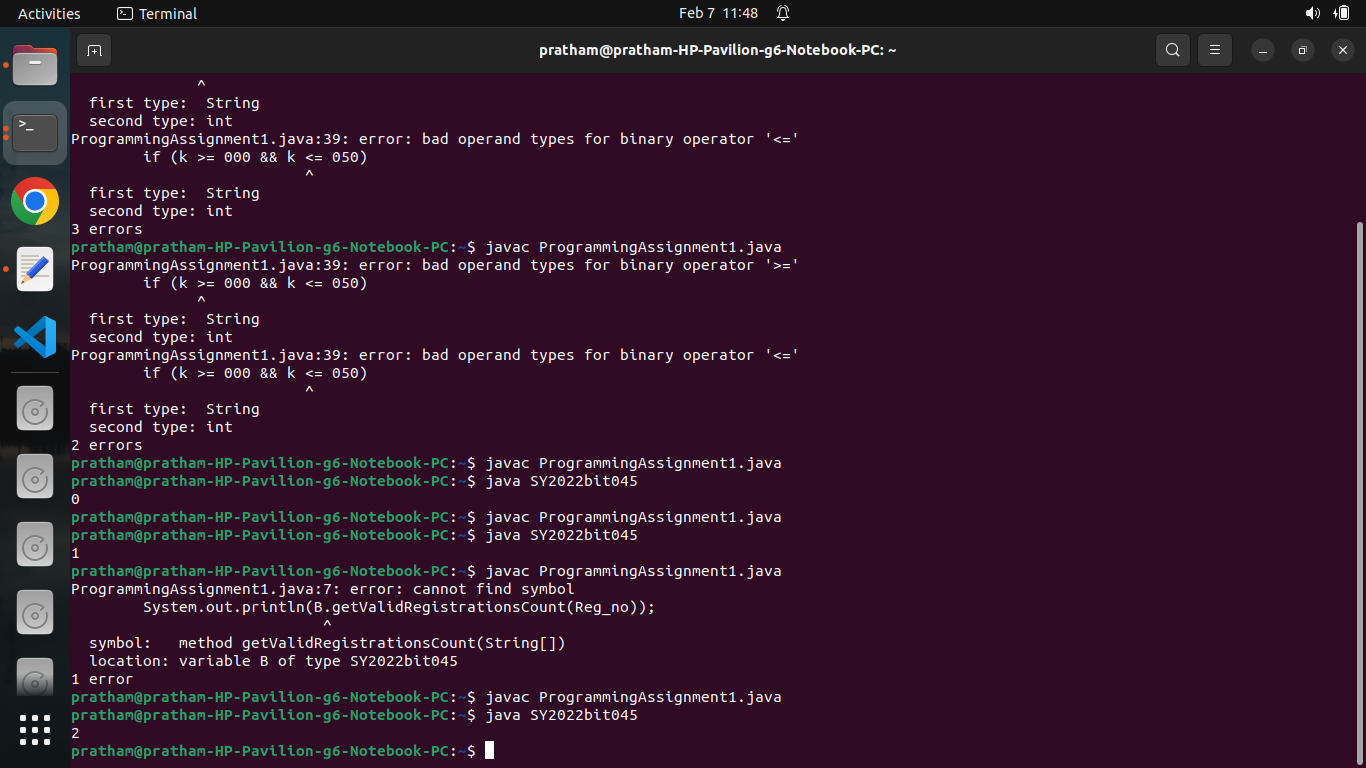 Activities
Terminal
Feb 7 11:48
pratham@pratham-HP-Pavilion-g6-Notebook-PC: ~
^
first type:  String
second type: int
ProgrammingAssignment1.java:39: error: bad operand types for binary operator '<='
        if (k >= 000 && k <= 050)
                          ^
  first type:  String
  second type: int
3 errors
pratham@pratham-HP-Pavilion-g6-Notebook-PC:~$ javac ProgrammingAssignment1.java
ProgrammingAssignment1.java:39: error: bad operand types for binary operator '>='
        if (k >= 000 && k <= 050)
              ^
  first type:  String
  second type: int
ProgrammingAssignment1.java:39: error: bad operand types for binary operator '<='
        if (k >= 000 && k <= 050)
                          ^
  first type:  String
  second type: int
2 errors
pratham@pratham-HP-Pavilion-g6-Notebook-PC:~$ javac ProgrammingAssignment1.java
pratham@pratham-HP-Pavilion-g6-Notebook-PC:~$ java SY2022bit045
0
pratham@pratham-HP-Pavilion-g6-Notebook-PC:~$ javac ProgrammingAssignment1.java
pratham@pratham-HP-Pavilion-g6-Notebook-PC:~$ java SY2022bit045
1
pratham@pratham-HP-Pavilion-g6-Notebook-PC:~$ javac ProgrammingAssignment1.java
ProgrammingAssignment1.java:7: error: cannot find symbol
        System.out.println(B.getValidRegistrationsCount(Reg_no));
                            ^
  symbol:   method getValidRegistrationsCount(String[])
  location: variable B of type SY2022bit045
1 error
pratham@pratham-HP-Pavilion-g6-Notebook-PC:~$ javac ProgrammingAssignment1.java
pratham@pratham-HP-Pavilion-g6-Notebook-PC:~$ java SY2022bit045
2
pratham@pratham-HP-Pavilion-g6-Notebook-PC:~$